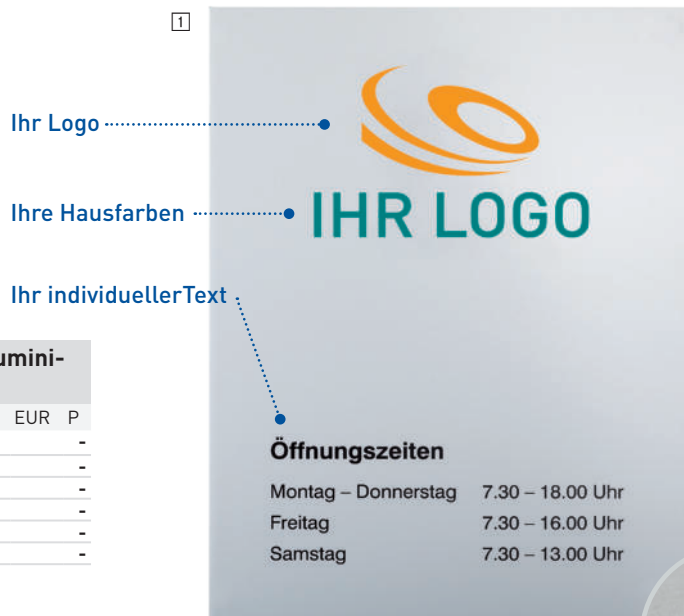 1
Ihr Logo
Ihre Hausfarben
IHR LOGO
Ihr individuellerText
umini-
EUR P
-
-
-
-
-
-
Öffnungszeiten
Montag – Donnerstag 7.30 – 18.00 Uhr
Freitag 7.30 – 16.00 Uhr
Samstag 7.30 – 13.00 Uhr